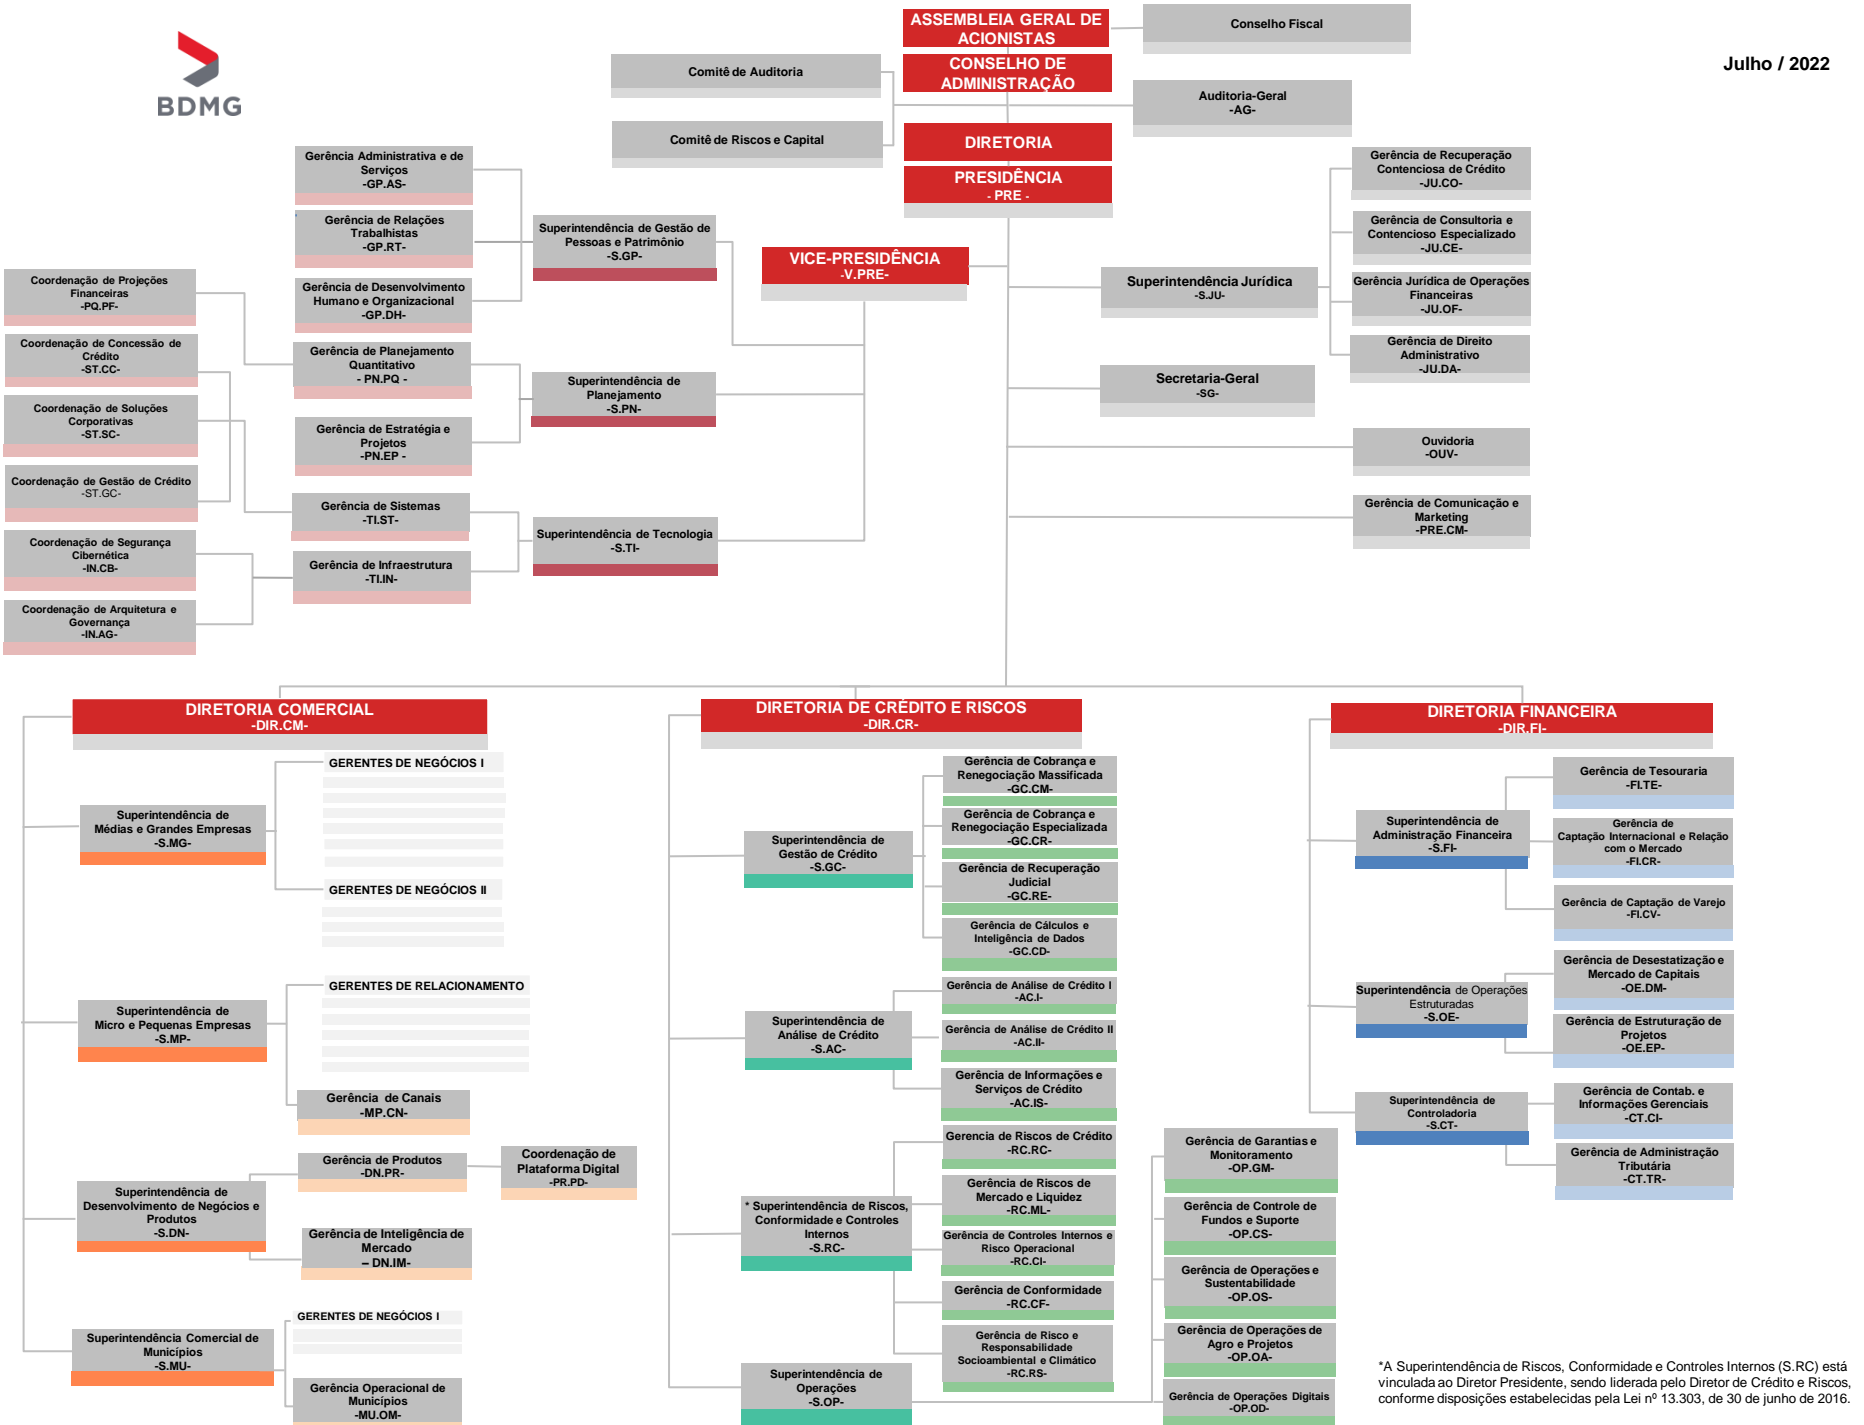 BDMG
Julho / 2022
ASSEMBLEIA GERAL DE
ACIONISTAS
Conselho Fiscal
CONSELHO DE
ADMINISTRAÇÃO
Comitê de Auditoria
Auditoria-Geral
-AG-
Comitê de Riscos e Capital
DIRETORIA
PRESIDÊNCIA
- PRE -
VICE-PRESIDÊNCIA
-V.PRE-
Gerência Administrativa e de
Serviços
-GP.AS-
Gerência de Relações
Trabalhistas
-GP.RT-
Gerência de Desenvolvimento
Humano e Organizacional
-GP.DH-
Superintendência de Gestão de
Pessoas e Patrimônio
-S.GP-
Coordenação de Projeções
Financeiras
-PQ.PF-
Coordenação de Concessão de
Crédito
-ST.CC-
Coordenação de Soluções
Corporativas
-ST.SC-
Coordenação de Gestão de Crédito
-ST.GC-
Coordenação de Segurança
Cibernética
-IN.CB-
Coordenação de Arquitetura e
Governança
-IN.AG-
Gerência de Planejamento
Quantitativo
- PN.PQ -
Gerência de Estratégia e
Projetos
-PN.EP -
Gerência de Sistemas
-TI.ST-
Gerência de Infraestrutura
-TI.IN-
Superintendência de
Planejamento
-S.PN-
Superintendência de Tecnologia
-S.TI-
Superintendência Jurídica
-S.JU-
Secretaria-Geral
-SG-
Gerência de Recuperação
Contenciosa de Crédito
-JU.CO-
Gerência de Consultoria e
Contencioso Especializado
-JU.CE-
Gerência Jurídica de Operações
Financeiras
-JU.OF-
Gerência de Direito
Administrativo
-JU.DA-
Ouvidoria
-OUV-
Gerência de Comunicação e
Marketing
-PRE.CM-
DIRETORIA COMERCIAL
-DIR.CM-
Superintendência de
Médias e Grandes Empresas
-S.MG-
GERENTES DE NEGÓCIOS I
GERENTES DE NEGÓCIOS II
Superintendência de
Micro e Pequenas Empresas
-S.MP-
GERENTES DE RELACIONAMENTO
Gerência de Canais
-MP.CN-
Superintendência de
Desenvolvimento de Negócios e
Produtos
-S.DN-
Gerência de Produtos
-DN.PR-
Coordenação de
Plataforma Digital
-PR.PD-
Gerência de Inteligência de
Mercado
– DN.IM-
Superintendência Comercial de
Municípios
-S.MU-
GERENTES DE NEGÓCIOS I
Gerência Operacional de
Municípios
-MU.OM-
DIRETORIA DE CRÉDITO E RISCOS
-DIR.CR-
Superintendência de
Gestão de Crédito
-S.GC-
Gerência de Cobrança e
Renegociação Massificada
-GC.CM-
Gerência de Cobrança e
Renegociação Especializada
-GC.CR-
Gerência de Recuperação
Judicial
-GC.RE-
Gerência de Cálculos e
Inteligência de Dados
-GC.CD-
Superintendência de
Análise de Crédito
-S.AC-
Gerência de Análise de Crédito I
-AC.I-
Gerência de Análise de Crédito II
-AC.II-
Gerência de Informações e
Serviços de Crédito
-AC.IS-
* Superintendência de Riscos,
Conformidade e Controles
Internos
-S.RC-
Gerencia de Riscos de Crédito
-RC.RC-
Gerência de Riscos de
Mercado e Liquidez
-RC.ML-
Gerência de Controles Internos e
Risco Operacional
-RC.CI-
Gerência de Conformidade
-RC.CF-
Gerência de Risco e
Responsabilidade
Socioambiental e Climático
-RC.RS-
Superintendência de
Operações
-S.OP-
Gerência de Garantias e
Monitoramento
-OP.GM-
Gerência de Controle de
Fundos e Suporte
-OP.CS-
Gerência de Operações e
Sustentabilidade
-OP.OS-
Gerência de Operações de
Agro e Projetos
-OP.OA-
Gerência de Operações Digitais
-OP.OD-
DIRETORIA FINANCEIRA
-DIR.FI-
Superintendência de
Administração Financeira
-S.FI-
Gerência de Tesouraria
-FI.TE-
Gerência de
Captação Internacional e Relação
com o Mercado
-FI.CR-
Gerência de Captação de Varejo
-FI.CV-
Superintendência de Operações
Estruturadas
-S.OE-
Gerência de Desestatização e
Mercado de Capitais
-OE.DM-
Gerência de Estruturação de
Projetos
-OE.EP-
Superintendência de
Controladoria
-S.CT-
Gerência de Contab. e
Informações Gerenciais
-CT.CI-
Gerência de Administração
Tributária
-CT.TR-
*A Superintendência de Riscos, Conformidade e Controles Internos (S.RC) está
vinculada ao Diretor Presidente, sendo liderada pelo Diretor de Crédito e Riscos,
conforme disposições estabelecidas pela Lei nº 13.303, de 30 de junho de 2016.